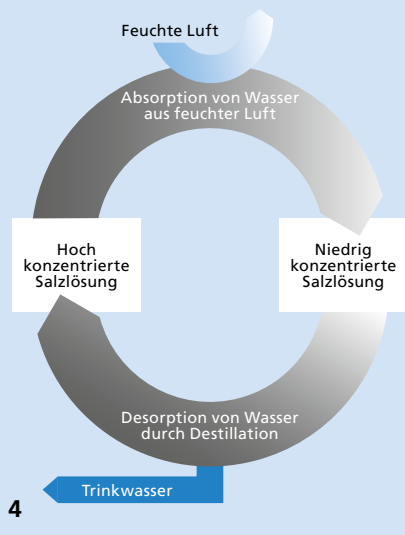 Feuchte Luft
Absorption von Wasser
aus feuchter Luft
Hoch
konzentrierte
Salzlösung
Niedrig
konzentrierte
Salzlösung
Desorption von Wasser
durch Destillation
Trinkwasser
4